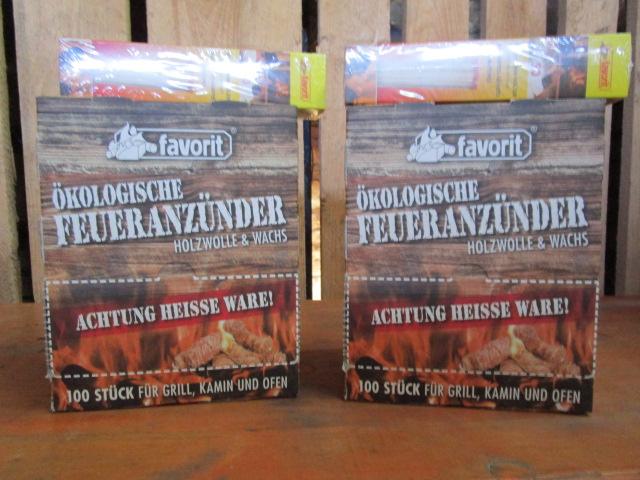 favorit
ÖKOLOGISCHE
FEUERANZÜNDER
HOLZWOLLE & WACHS
ACHTUNG HEISSE WARE!
100 STÜCK FÜR GRILL, KAMIN UND OFEN
favorit
ÖKOLOGISCHE
FEUERANZÜNDER
HOLZWOLLE & WACHS
ACHTUNG HEISSE WARE!
100 STÜCK FÜR GRILL, KAMIN UND OFEN